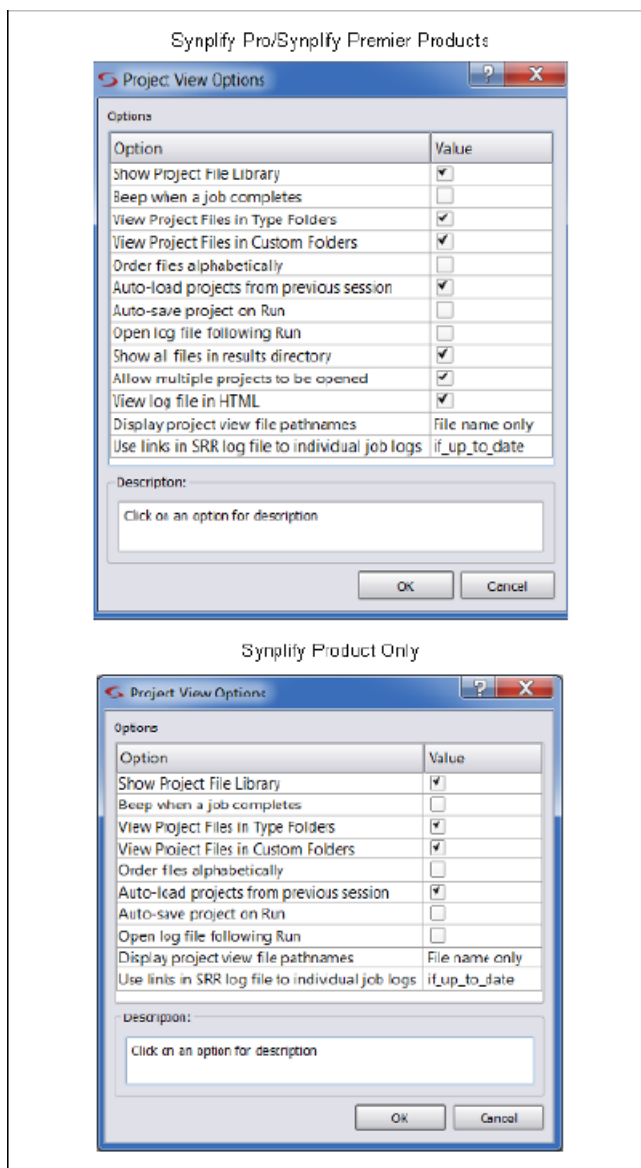 Synplify Pro/Synplfy Premier Products
Project View Options
Options
Option Value
Show Project File Library
Beep when a job completes
View Project Files in Type Folders
View Project Files in Custom Folders
Order files alphabetically
Auto-load projects from previous session
Auto-save project on Run
Open log file following Run
Show all files in results directory
Allow multiple projects to be opened
View log file in HTML
Display project view file pathnames File name only
Use links in SRR log file to individual job logs if_up_to_date
Description:
Click on an option for description
OK Cancel
Synplify Product Only
Project View Options
Options
Option Value
Show Project File Library
Beep when a job completes
View Project Files in Type Folders
View Project Files in Custom Folders
Order files alphabetically
Auto-load projects from previous session
Auto-save project on Run
Open log file following Run
Display project view file pathnames File name only
Use links in SRR log file to individual job logs if_up_to_date
Description:
Click on an option for description
OK Cancel